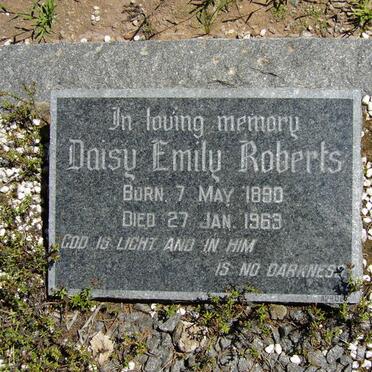 In loving memory
Daisy Emily Roberts
BORN. 7 MAY 1890
DIED 27 JAN. 1963
GOD IS LIGHT AND IN HIM
IS NO DARKNESS